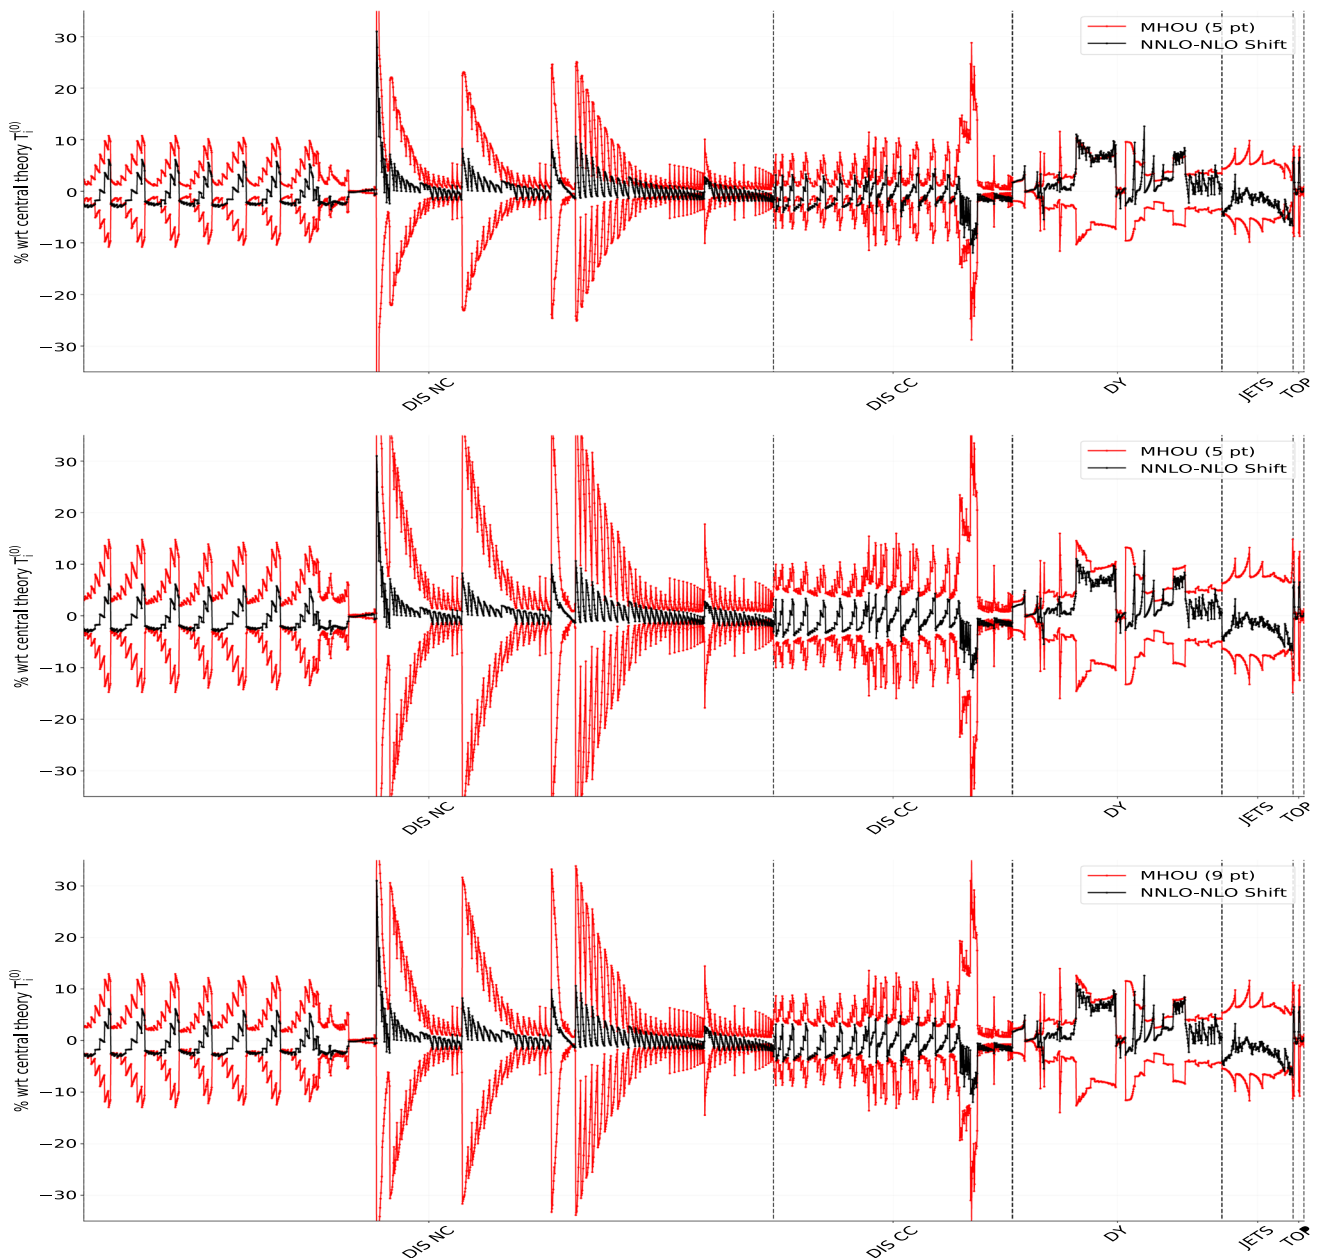 30
20
10
0
−10
−20
−30
% wrt central theory T_i^(0)
MHOU (5 pt)
NNLO-NLO Shift
DIS NC
DIS CC
DY
JETS
TOP
30
20
10
0
−10
−20
−30
% wrt central theory T_i^(0)
MHOU (5 pt)
NNLO-NLO Shift
DIS NC
DIS CC
DY
JETS
TOP
30
20
10
0
−10
−20
−30
% wrt central theory T_i^(0)
MHOU (9 pt)
NNLO-NLO Shift
DIS NC
DIS CC
DY
JETS
TOP